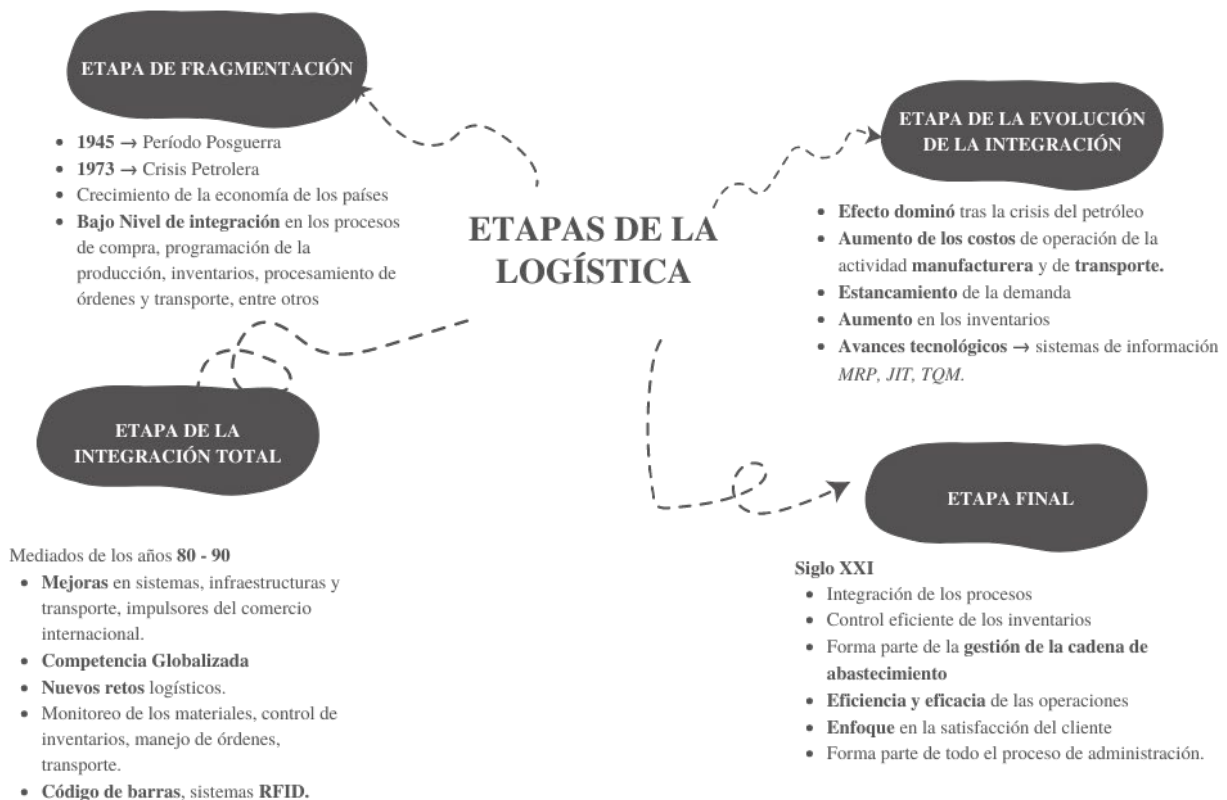 ETAPAS DE LA
LOGÍSTICA
ETAPA DE FRAGMENTACIÓN
• 1945 → Período Posguerra
• 1973 → Crisis Petrolera
• Crecimiento de la economía de los países
• Bajo Nivel de integración en los procesos
de compra, programación de la
producción, inventarios, procesamiento de
órdenes y transporte, entre otros
ETAPA DE LA EVOLUCIÓN
DE LA INTEGRACIÓN
• Efecto dominó tras la crisis del petróleo
• Aumento de los costos de operación de la
actividad manufacturera y de transporte.
• Estancamiento de la demanda
• Aumento en los inventarios
• Avances tecnológicos → sistemas de información
MRP, JIT, TQM.
ETAPA DE LA
INTEGRACIÓN TOTAL
Mediados de los años 80 - 90
• Mejoras en sistemas, infraestructuras y
transporte, impulsores del comercio
internacional.
• Competencia Globalizada
• Nuevos retos logísticos.
• Monitoreo de los materiales, control de
inventarios, manejo de órdenes,
transporte.
• Código de barras, sistemas RFID.
ETAPA FINAL
Siglo XXI
• Integración de los procesos
• Control eficiente de los inventarios
• Forma parte de la gestión de la cadena de
abastecimiento
• Eficiencia y eficacia de las operaciones
• Enfoque en la satisfacción del cliente
• Forma parte de todo el proceso de administración.